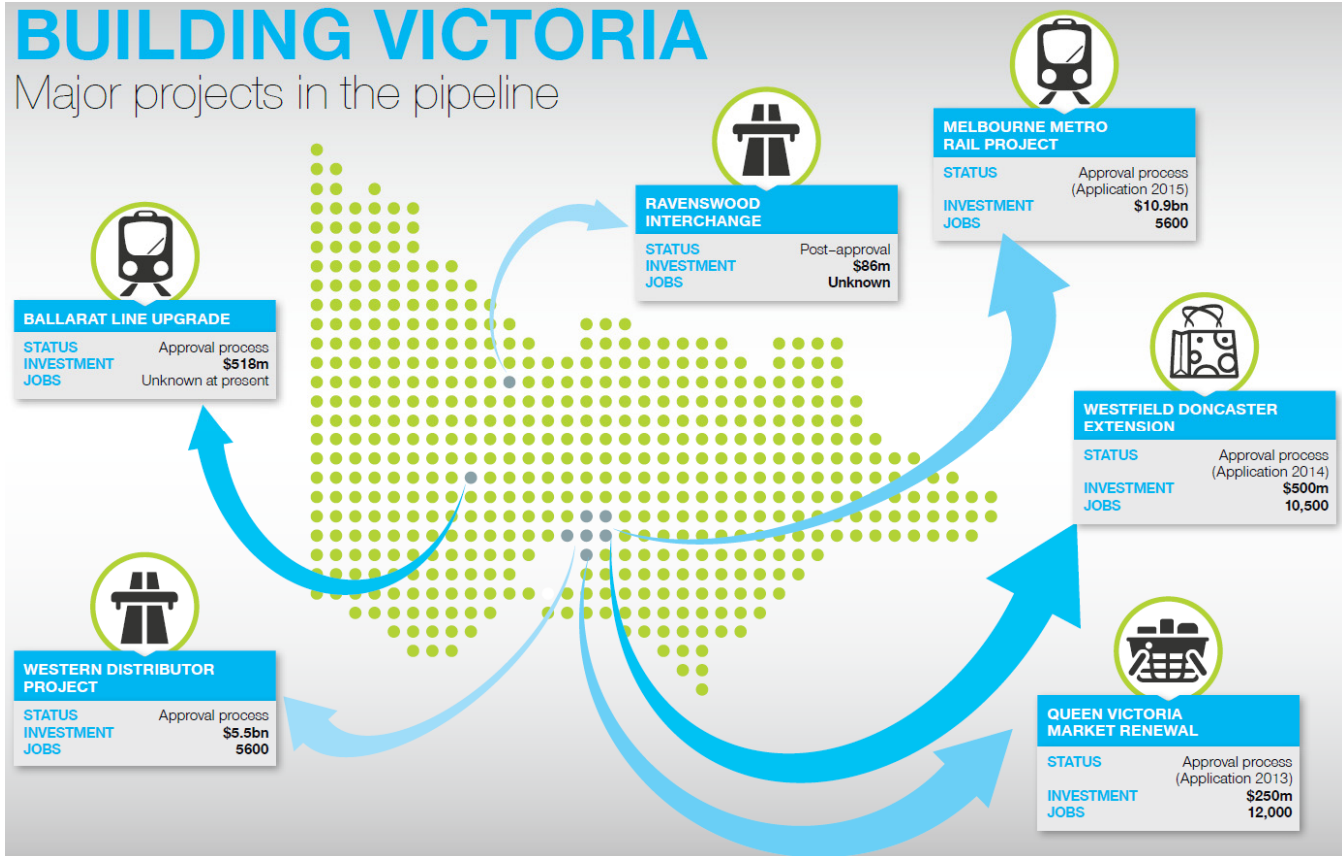 BUILDING VICTORIA
Major projects in the pipeline
MELBOURNE METRO
RAIL PROJECT
STATUS Approval process
(Application 2015)
INVESTMENT $10.9bn
JOBS 5600
RAVENSWOOD
INTERCHANGE
STATUS Post-approval
INVESTMENT $86m
JOBS Unknown
BALLARAT LINE UPGRADE
STATUS Approval process
INVESTMENT $518m
JOBS Unknown at present
WESTFIELD DONCASTER
EXTENSION
STATUS Approval process
(Application 2014)
INVESTMENT $500m
JOBS 10,500
WESTERN DISTRIBUTOR
PROJECT
STATUS Approval process
INVESTMENT $5.5bn
JOBS 5600
QUEEN VICTORIA
MARKET RENEWAL
STATUS Approval process
(Application 2013)
INVESTMENT $250m
JOBS 12,000